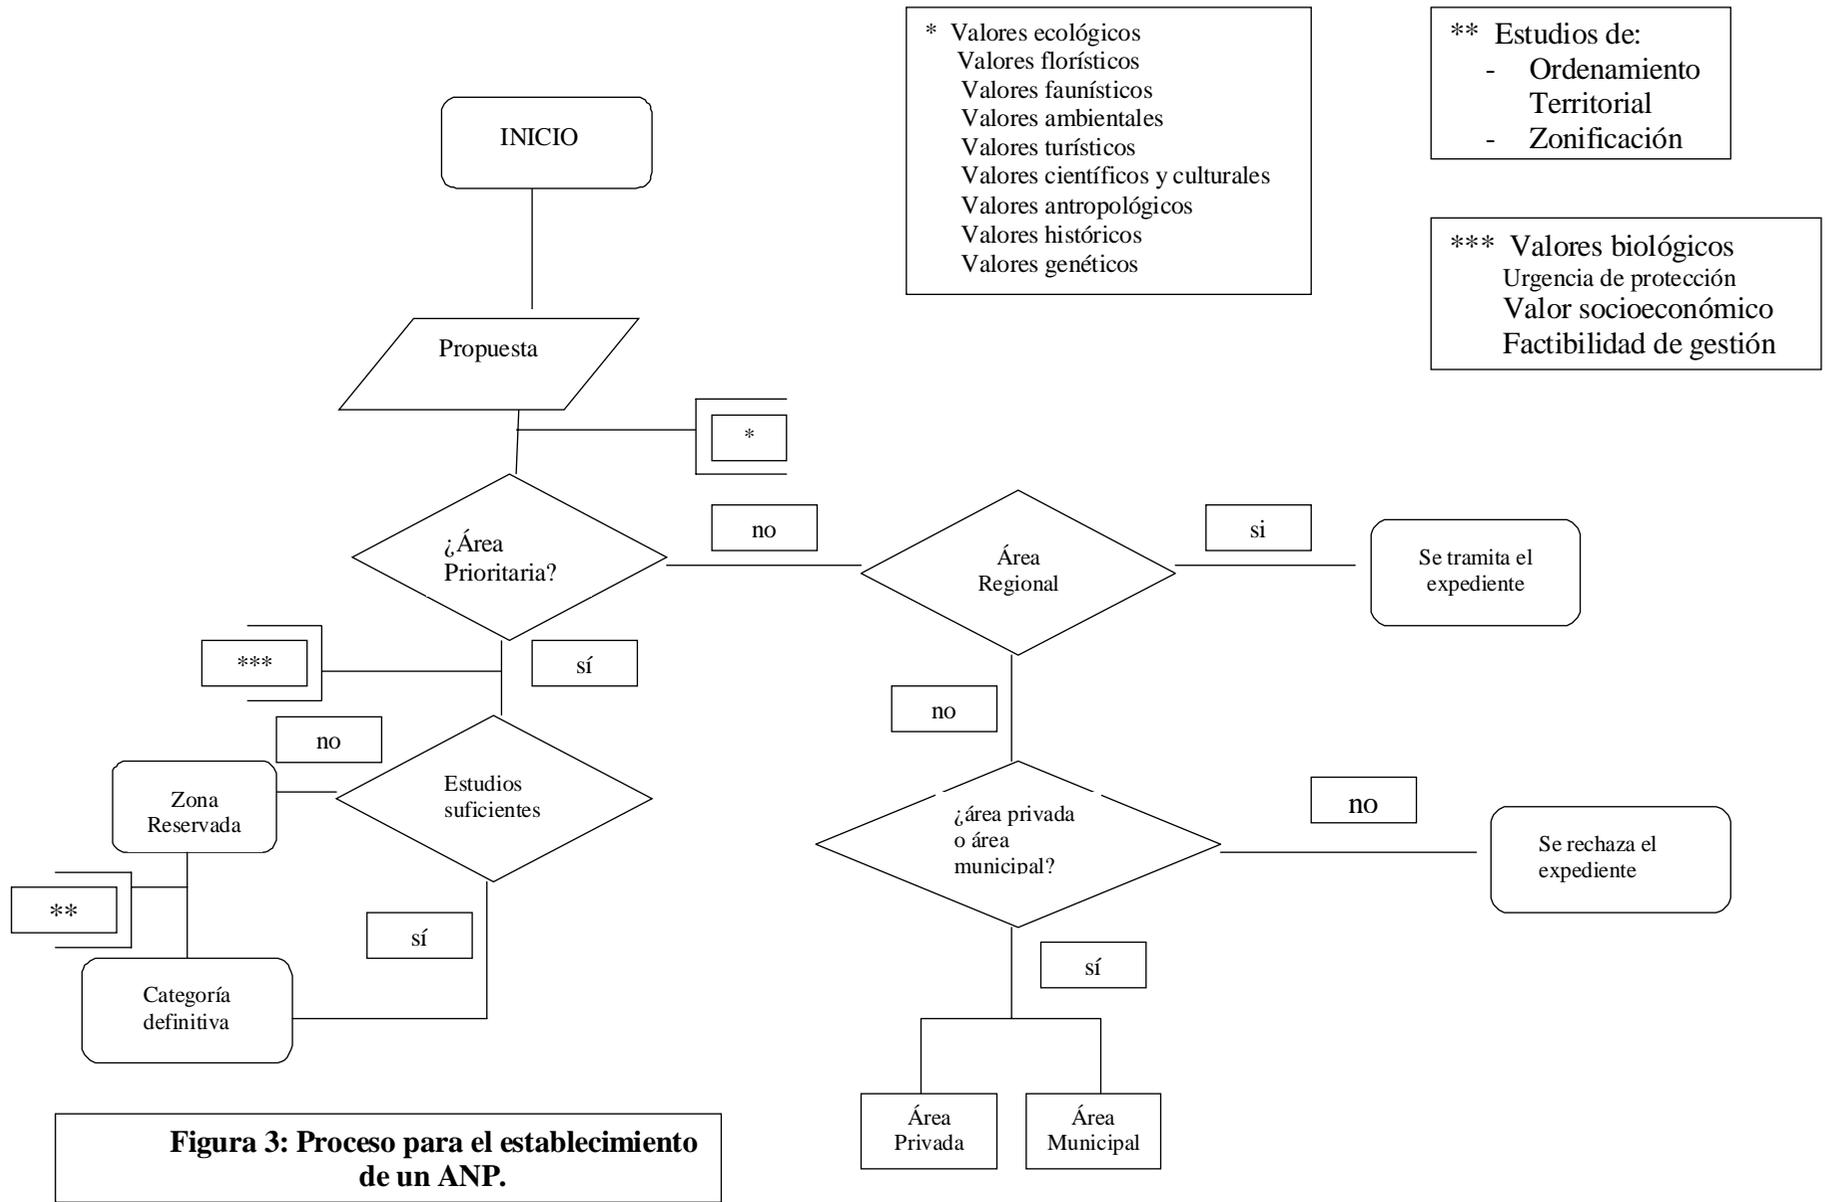 * Valores ecológicos
Valores florísticos
Valores faunísticos
Valores ambientales
Valores turísticos
Valores científicos y culturales
Valores antropológicos
Valores históricos
Valores genéticos
** Estudios de:
- Ordenamiento
Territorial
- Zonificación
*** Valores biológicos
Urgencia de protección
Valor socioeconómico
Factibilidad de gestión
INICIO
Propuesta
*
¿Área
Prioritaria?
no
Área
Regional
si
Se tramita el
expediente
***
sí
no
no
Estudios
suficientes
Zona
Reservada
¿área privada
o área
municipal?
no
Se rechaza el
expediente
**
sí
sí
Categoría
definitiva
Área
Privada
Área
Municipal
Figura 3: Proceso para el establecimiento
de un ANP.